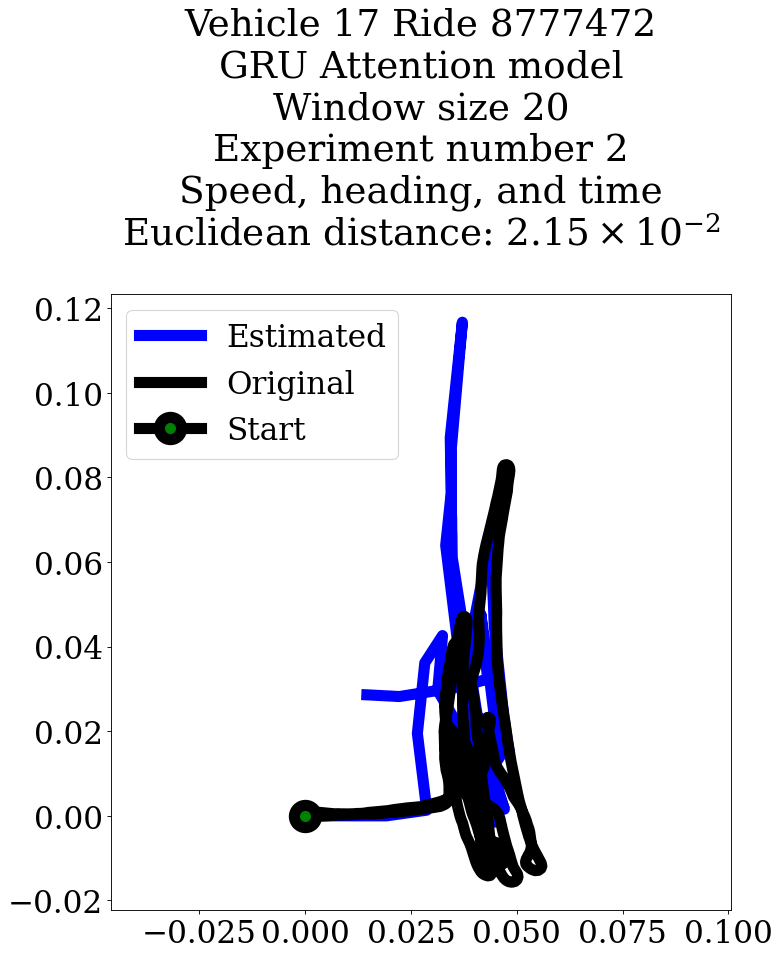 Vehicle 17 Ride 8777472
GRU Attention model
Window size 20
Experiment number 2
Speed, heading, and time
Euclidean distance: 2.15 × 10⁻²
0.12
0.10
0.08
0.06
0.04
0.02
0.00
−0.02
Estimated
Original
Start
−0.025 0.000 0.025 0.050 0.075 0.100